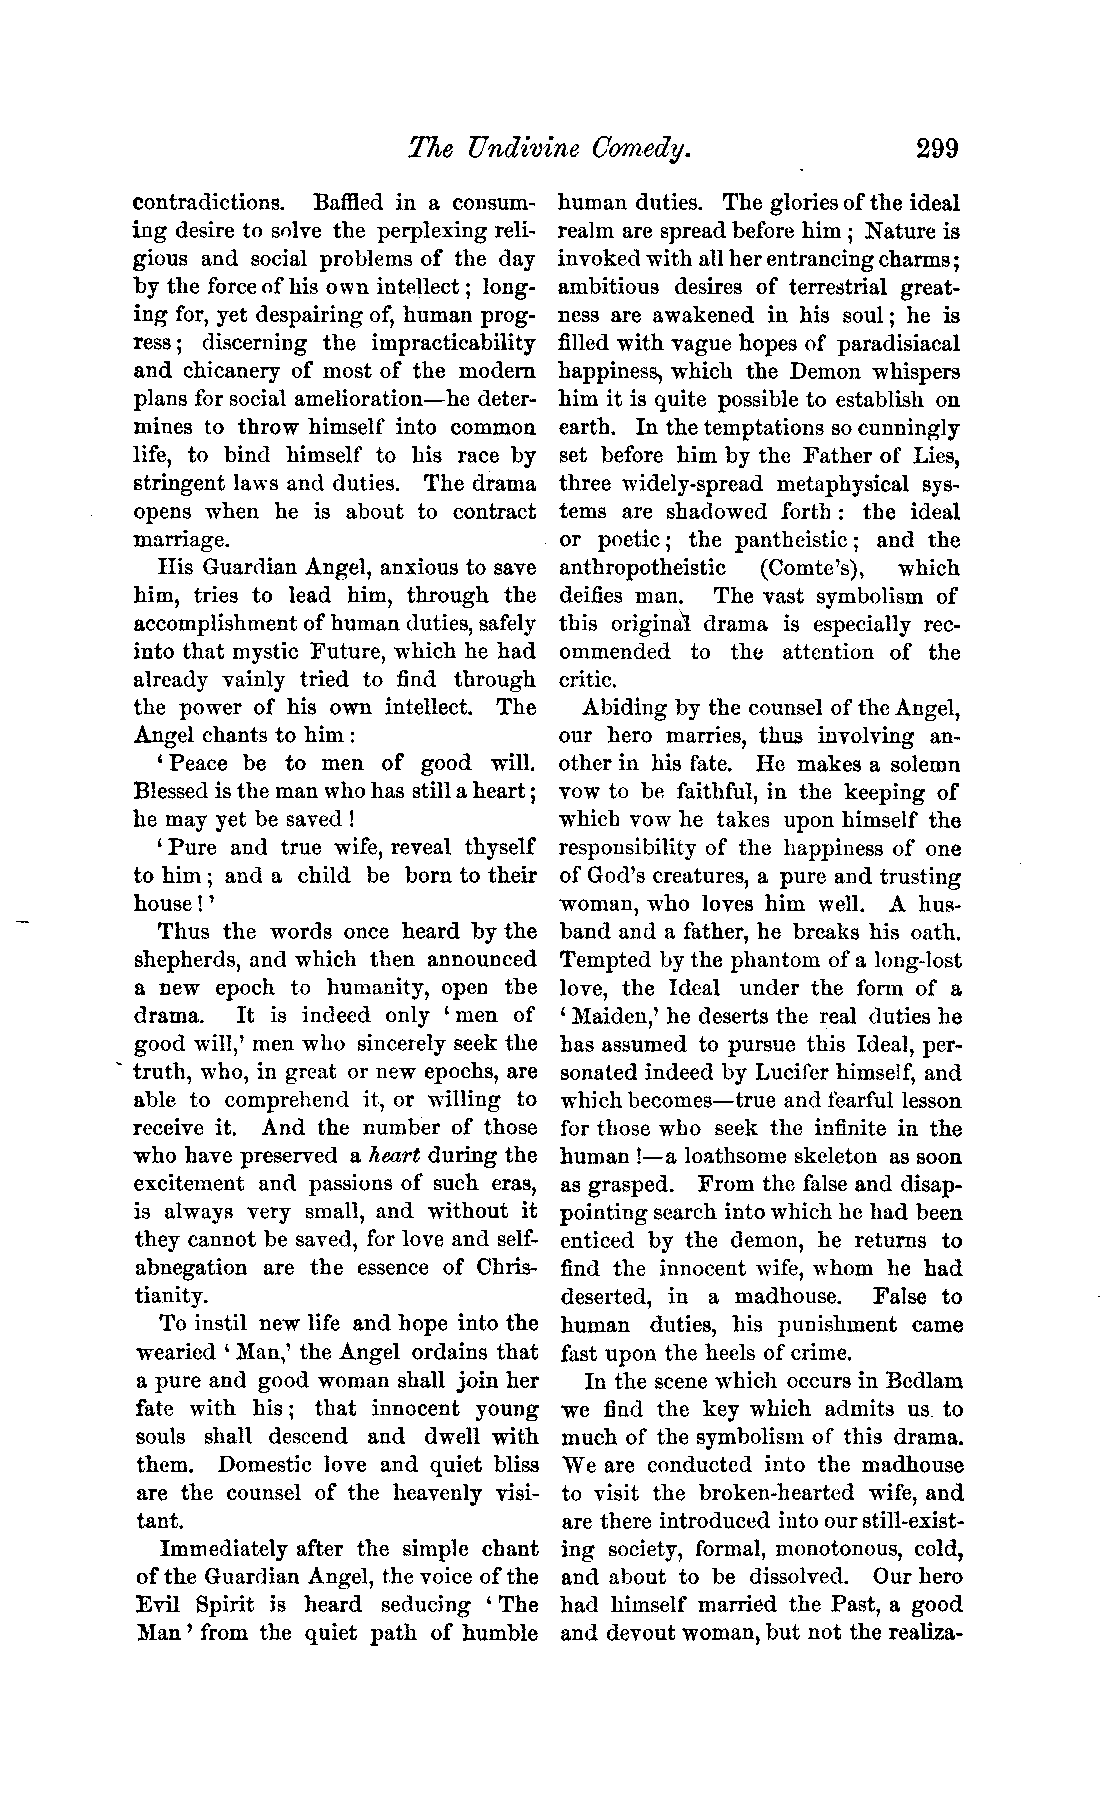 The Undivine Comedy. 299
contradictions. Baffled in a consum-
ing desire to solve the perplexing reli-
gious and social problems of the day
by the force of his own intellect; long-
ing for, yet despairing of, human prog-
ress; discerning the impracticability
and chicanery of most of the modern
plans for social amelioration—he deter-
mines to throw himself into common
life, to bind himself to his race by
stringent laws and duties. The drama
opens when he is about to contract
marriage.
His Guardian Angel, anxious to save
him, tries to lead him, through the
accomplishment of human duties, safely
into that mystic Future, which he had
already vainly tried to find through
the power of his own intellect. The
Angel chants to him:
'Peace be to men of good will.
Blessed is the man who has still a heart;
he may yet be saved!
'Pure and true wife, reveal thyself
to him; and a child be born to their
house!'
Thus the words once heard by the
shepherds, and which then announced
a new epoch to humanity, open the
drama. It is indeed only 'men of
good will,' men who sincerely seek the
truth, who, in great or new epochs, are
able to comprehend it, or willing to
receive it. And the number of those
who have preserved a heart during the
excitement and passions of such eras,
is always very small, and without it
they cannot be saved, for love and self-
abnegation are the essence of Chris-
tianity.
To instil new life and hope into the
wearied 'Man,' the Angel ordains that
a pure and good woman shall join her
fate with his; that innocent young
souls shall descend and dwell with
them. Domestic love and quiet bliss
are the counsel of the heavenly visi-
tant.
Immediately after the simple chant
of the Guardian Angel, the voice of the
Evil Spirit is heard seducing 'The
Man' from the quiet path of humble
human duties. The glories of the ideal
realm are spread before him; Nature is
invoked with all her entrancing charms;
ambitious desires of terrestrial great-
ness are awakened in his soul; he is
filled with vague hopes of paradisiacal
happiness, which the Demon whispers
him it is quite possible to establish on
earth. In the temptations so cunningly
set before him by the Father of Lies,
three widely-spread metaphysical sys-
tems are shadowed forth: the ideal
or poetic; the pantheistic; and the
anthropotheistic (Comte's), which
deifies man. The vast symbolism of
this original drama is especially rec-
ommended to the attention of the
critic.
Abiding by the counsel of the Angel,
our hero marries, thus involving an-
other in his fate. He makes a solemn
vow to be faithful, in the keeping of
which vow he takes upon himself the
responsibility of the happiness of one
of God's creatures, a pure and trusting
woman, who loves him well. A hus-
band and a father, he breaks his oath.
Tempted by the phantom of a long-lost
love, the Ideal under the form of a
'Maiden,' he deserts the real duties he
has assumed to pursue this Ideal, per-
sonated indeed by Lucifer himself, and
which becomes—true and fearful lesson
for those who seek the infinite in the
human!—a loathsome skeleton as soon
as grasped. From the false and disap-
pointing search into which he had been
enticed by the demon, he returns to
find the innocent wife, whom he had
deserted, in a madhouse. False to
human duties, his punishment came
fast upon the heels of crime.
In the scene which occurs in Bedlam
we find the key which admits us to
much of the symbolism of this drama.
We are conducted into the madhouse
to visit the broken-hearted wife, and
are there introduced into our still-exist-
ing society, formal, monotonous, cold,
and about to be dissolved. Our hero
had himself married the Past, a good
and devout woman, but not the realiza-